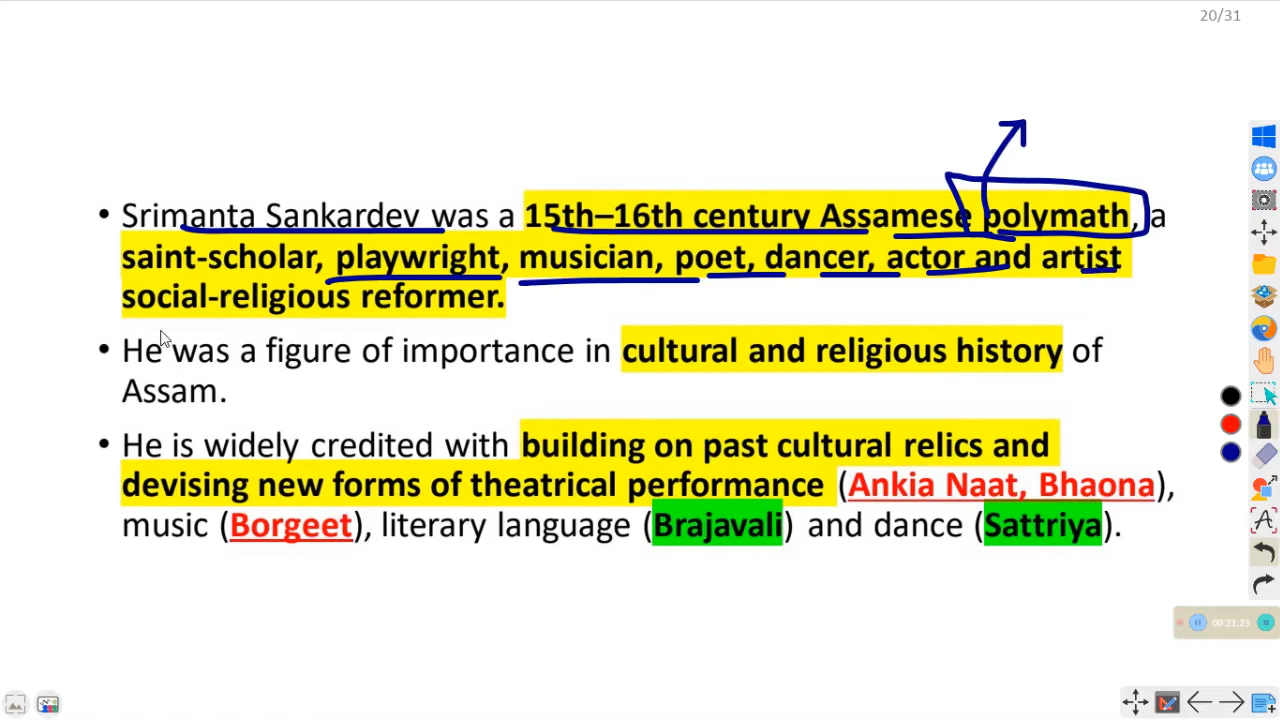 20/31
• Srimanta Sankardev was a 15th–16th century Assamese polymath, a
saint-scholar, playwright, musician, poet, dancer, actor and artist
social-religious reformer.
• He was a figure of importance in cultural and religious history of
Assam.
• He is widely credited with building on past cultural relics and
devising new forms of theatrical performance (Ankia Naat, Bhaona),
music (Borgeet), literary language (Brajavali) and dance (Sattriya).
00:21:23